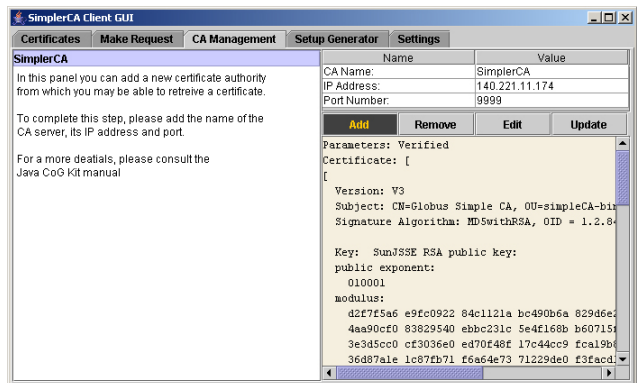 SimplerCA Client GUI
Certificates Make Request CA Management Setup Generator Settings
SimplerCA
In this panel you can add a new certificate authority
from which you may be able to retreive a certificate.
To complete this step, please add the name of the
CA server, its IP address and port.
For a more deatials, please consult the
Java CoG Kit manual
Name Value
CA Name: SimplerCA
IP Address: 140.221.11.174
Port Number: 9999
Add Remove Edit Update
Parameters: Verified
Certificate: [
[
Version: V3
Subject: CN=Globus Simple CA, OU=simpleCA-bin
Signature Algorithm: MD5withRSA, OID = 1.2.84
Key: SunJSSE RSA public key:
public exponent:
010001
modulus:
d2f7f5a6 e9fc0922 84c1121a bc490b6a 829d6e2
4aa90cf0 83829540 ebbc231c 5e4f168b b60715
3e3d5cc0 cf3036e0 ed70f48f 17c44cc9 fca19b
36d87a1e 1c87fb71 f6a64e73 71229de0 f3facd